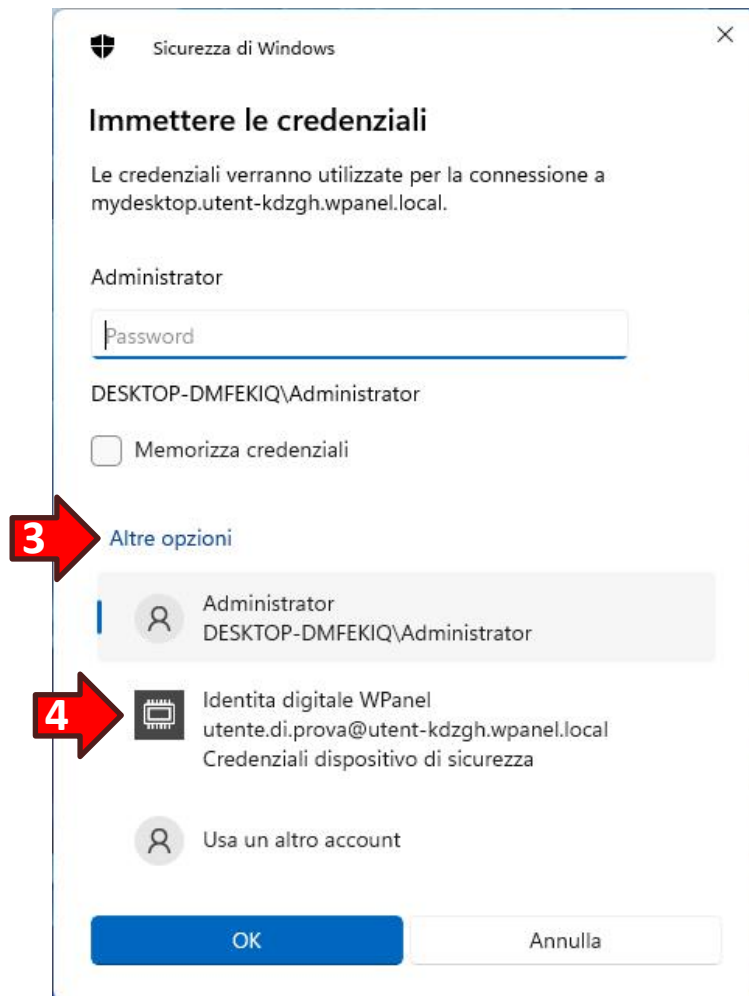 Sicurezza di Windows
Immettere le credenziali
Le credenziali verranno utilizzate per la connessione a
mydesktop.utent-kdzgh.wpanel.local.
Administrator
Password
DESKTOP-DMFEKIQ\Administrator
Memorizza credenziali
3
Altre opzioni
Administrator
DESKTOP-DMFEKIQ\Administrator
4
Identita digitale WPanel
utente.di.prova@utent-kdzgh.wpanel.local
Credenziali dispositivo di sicurezza
Usa un altro account
OK
Annulla